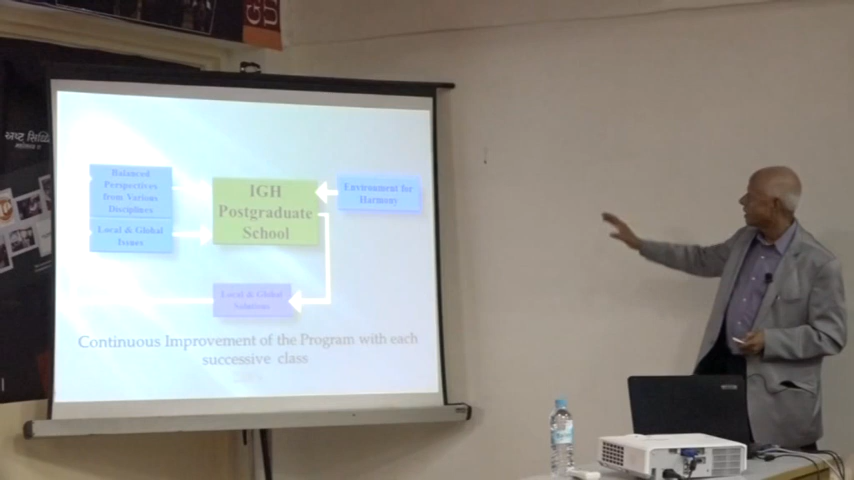 Balanced
Perspectives
from Various
Disciplines
Local & Global
Issues
IGH
Postgraduate
School
Environment for
Harmony
Local & Global
Solutions
Continuous Improvement of the Program with each
successive class